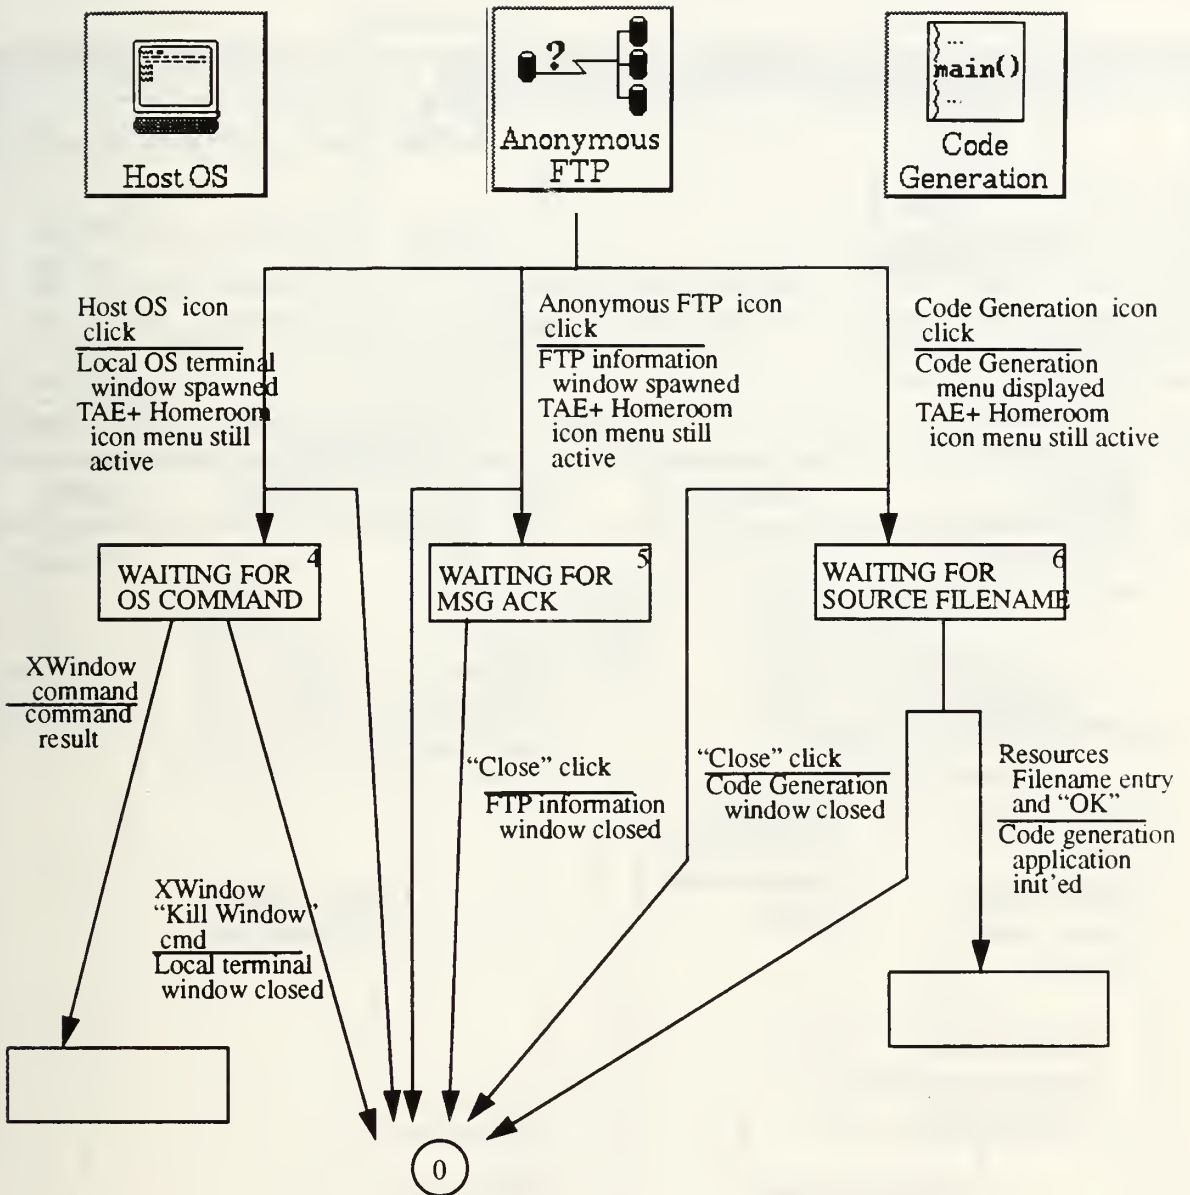 ?
...
main()
...
Host OS
Anonymous
FTP
Code
Generation
Host OS icon
click
Local OS terminal
window spawned
TAE+ Homeroom
icon menu still
active
Anonymous FTP icon
click
FTP information
window spawned
TAE+ Homeroom
icon menu still
active
Code Generation icon
click
Code Generation
menu displayed
TAE+ Homeroom
icon menu still active
4
WAITING FOR
OS COMMAND
5
WAITING FOR
MSG ACK
6
WAITING FOR
SOURCE FILENAME
XWindow
command
command
result
"Close" click
FTP information
window closed
"Close" click
Code Generation
window closed
Resources
Filename entry
and "OK"
Code generation
application
init'ed
XWindow
"Kill Window"
cmd
Local terminal
window closed
0